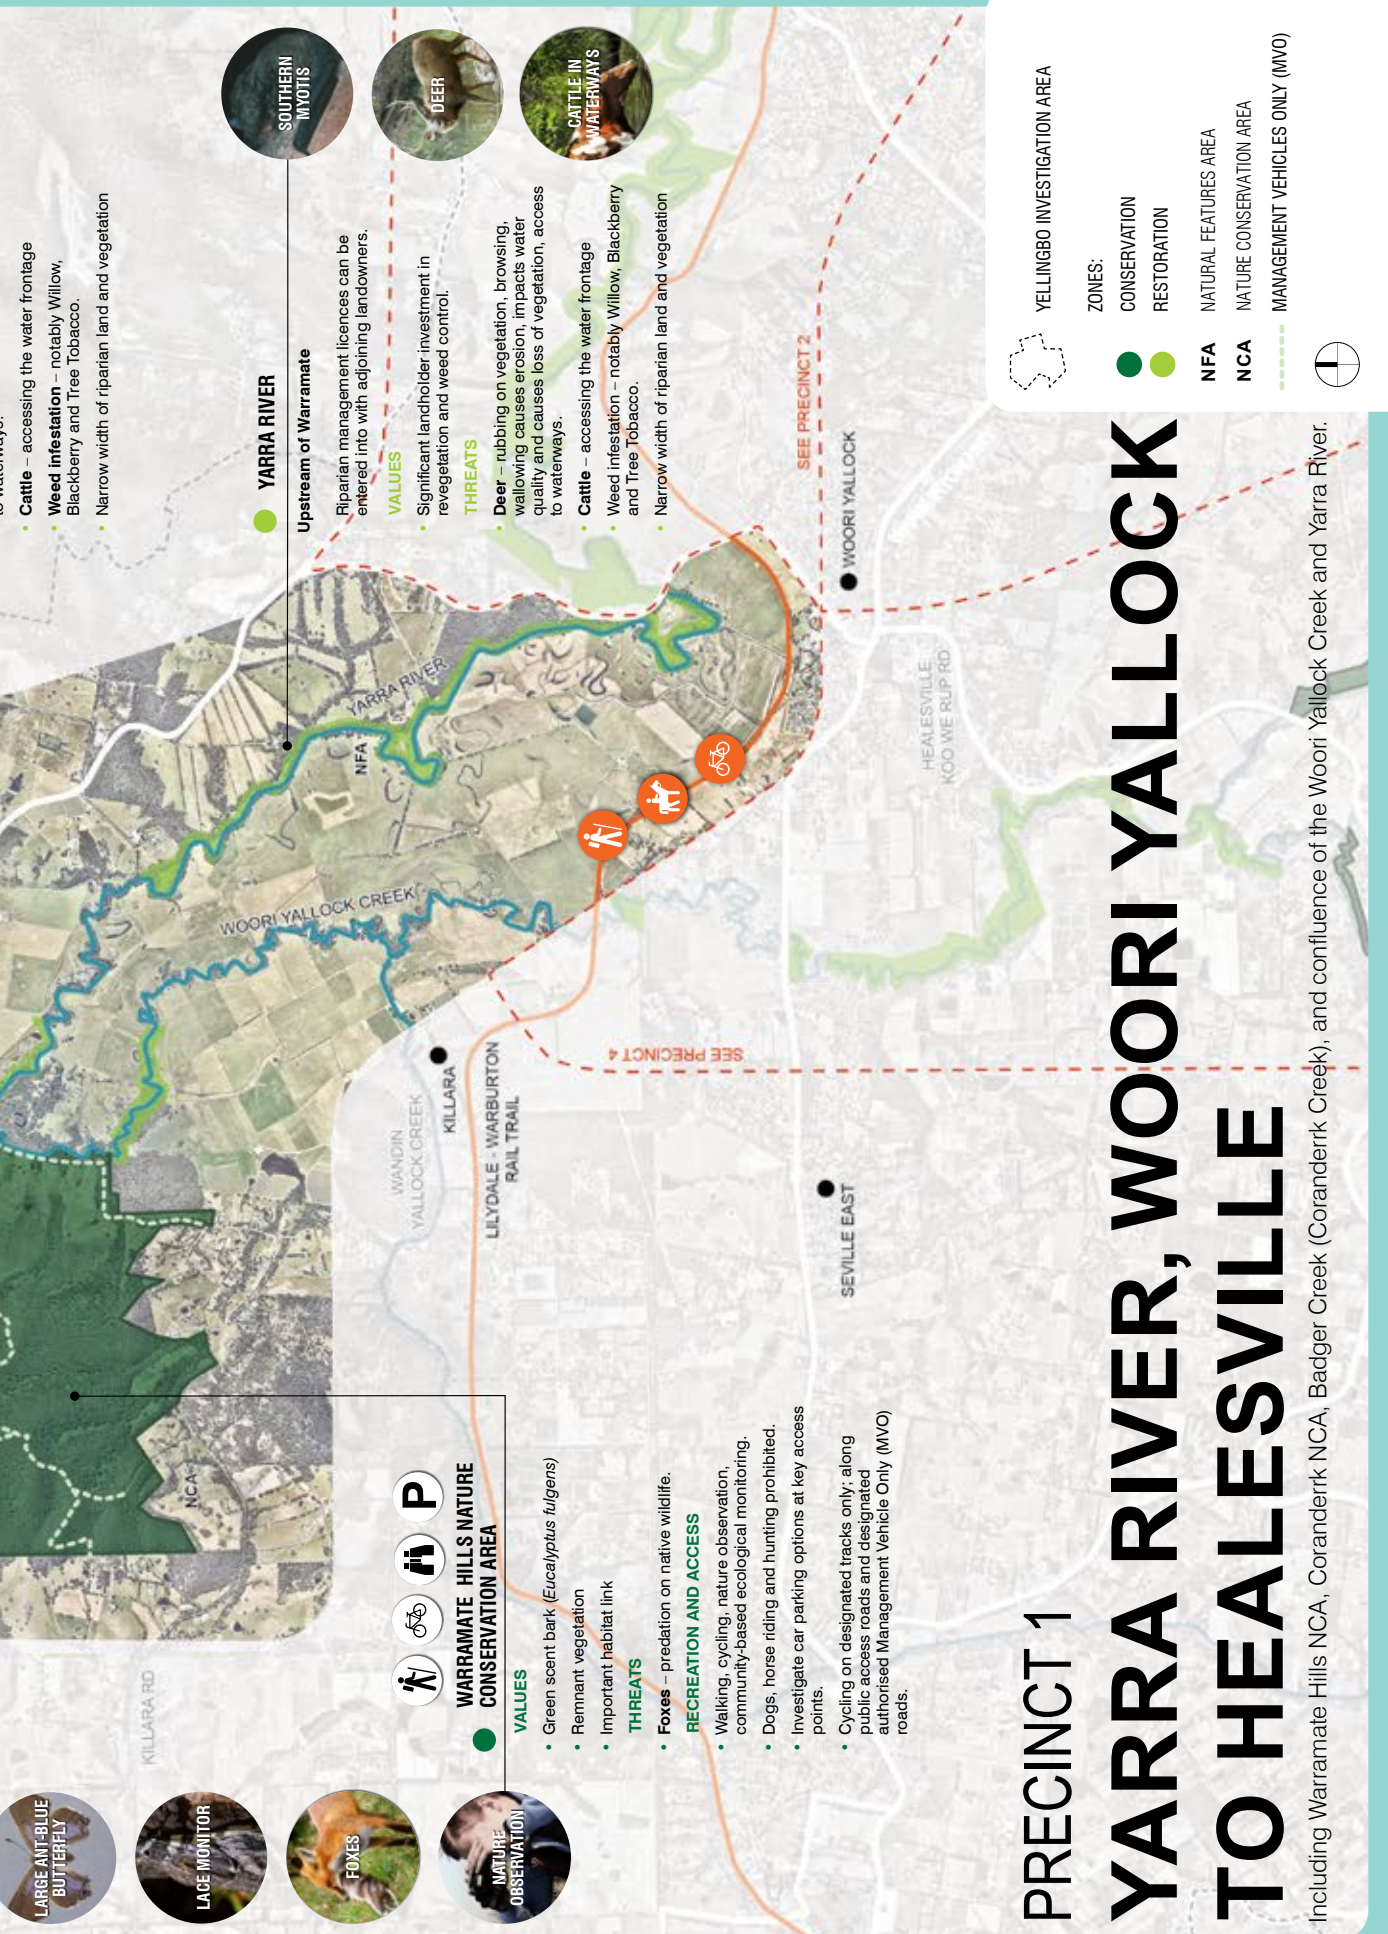 to waterways.
• Cattle – accessing the water frontage
• Weed infestation – notably Willow,
Blackberry and Tree Tobacco.
• Narrow width of riparian land and vegetation
YARRA RIVER
Upstream of Warramate
Riparian management licences can be
entered into with adjoining landowners.
VALUES
• Significant landholder investment in
revegetation and weed control.
THREATS
• Deer – rubbing on vegetation, browsing,
wallowing causes erosion, impacts water
quality and causes loss of vegetation, access
to waterways.
• Cattle – accessing the water frontage
• Weed infestation – notably Willow, Blackberry
and Tree Tobacco.
• Narrow width of riparian land and vegetation
SOUTHERN
MYOTIS
DEER
CATTLE IN
WATERWAYS
LARGE ANT-BLUE
BUTTERFLY
LACE MONITOR
FOXES
NATURE
OBSERVATION
KILLARA RD
NCA
NFA
YARRA RIVER
WOORI YALLOCK CREEK
WANDIN
YALLOCK CREEK
KILLARA
LILYDALE - WARBURTON
RAIL TRAIL
SEE PRECINCT 4
SEE PRECINCT 2
WOORI YALLOCK
SEVILLE EAST
HEALESVILLE
KOO WE RUP RD
P
WARRAMATE HILLS NATURE
CONSERVATION AREA
VALUES
• Green scent bark (Eucalyptus fulgens)
• Remnant vegetation
• Important habitat link
THREATS
• Foxes – predation on native wildlife.
RECREATION AND ACCESS
• Walking, cycling, nature observation,
community-based ecological monitoring.
• Dogs, horse riding and hunting prohibited.
• Investigate car parking options at key access
points.
• Cycling on designated tracks only; along
public access roads and designated
authorised Management Vehicle Only (MVO)
roads.
PRECINCT 1
YARRA RIVER, WOORI YALLOCK
TO HEALESVILLE
Including Warramate Hills NCA, Coranderrk NCA, Badger Creek (Coranderrk Creek), and confluence of the Woori Yallock Creek and Yarra River.
YELLINGBO INVESTIGATION AREA
ZONES:
CONSERVATION
RESTORATION
NFA NATURAL FEATURES AREA
NCA NATURE CONSERVATION AREA
MANAGEMENT VEHICLES ONLY (MVO)